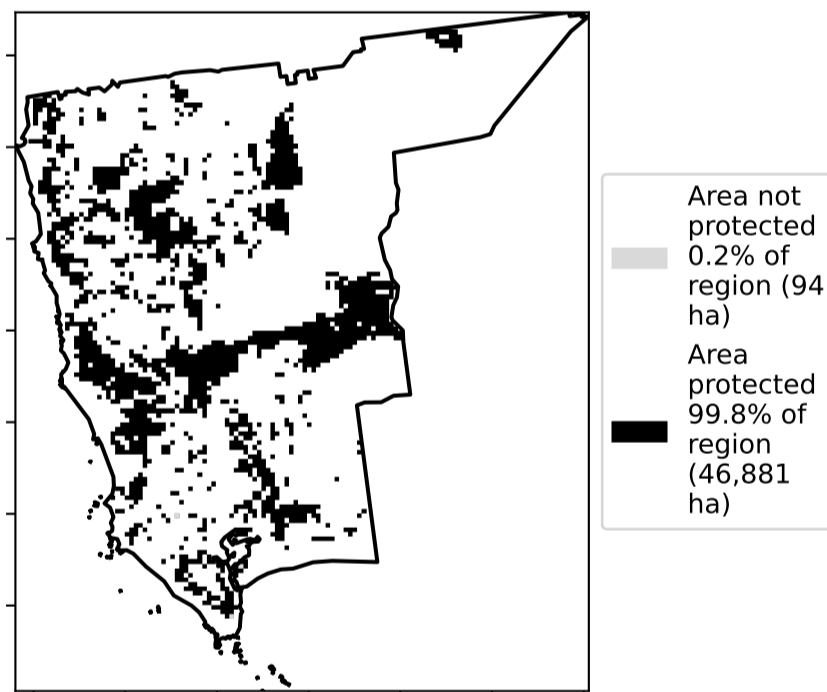 Area not
protected
0.2% of
region (94
ha)
Area
protected
99.8% of
region
(46,881
ha)